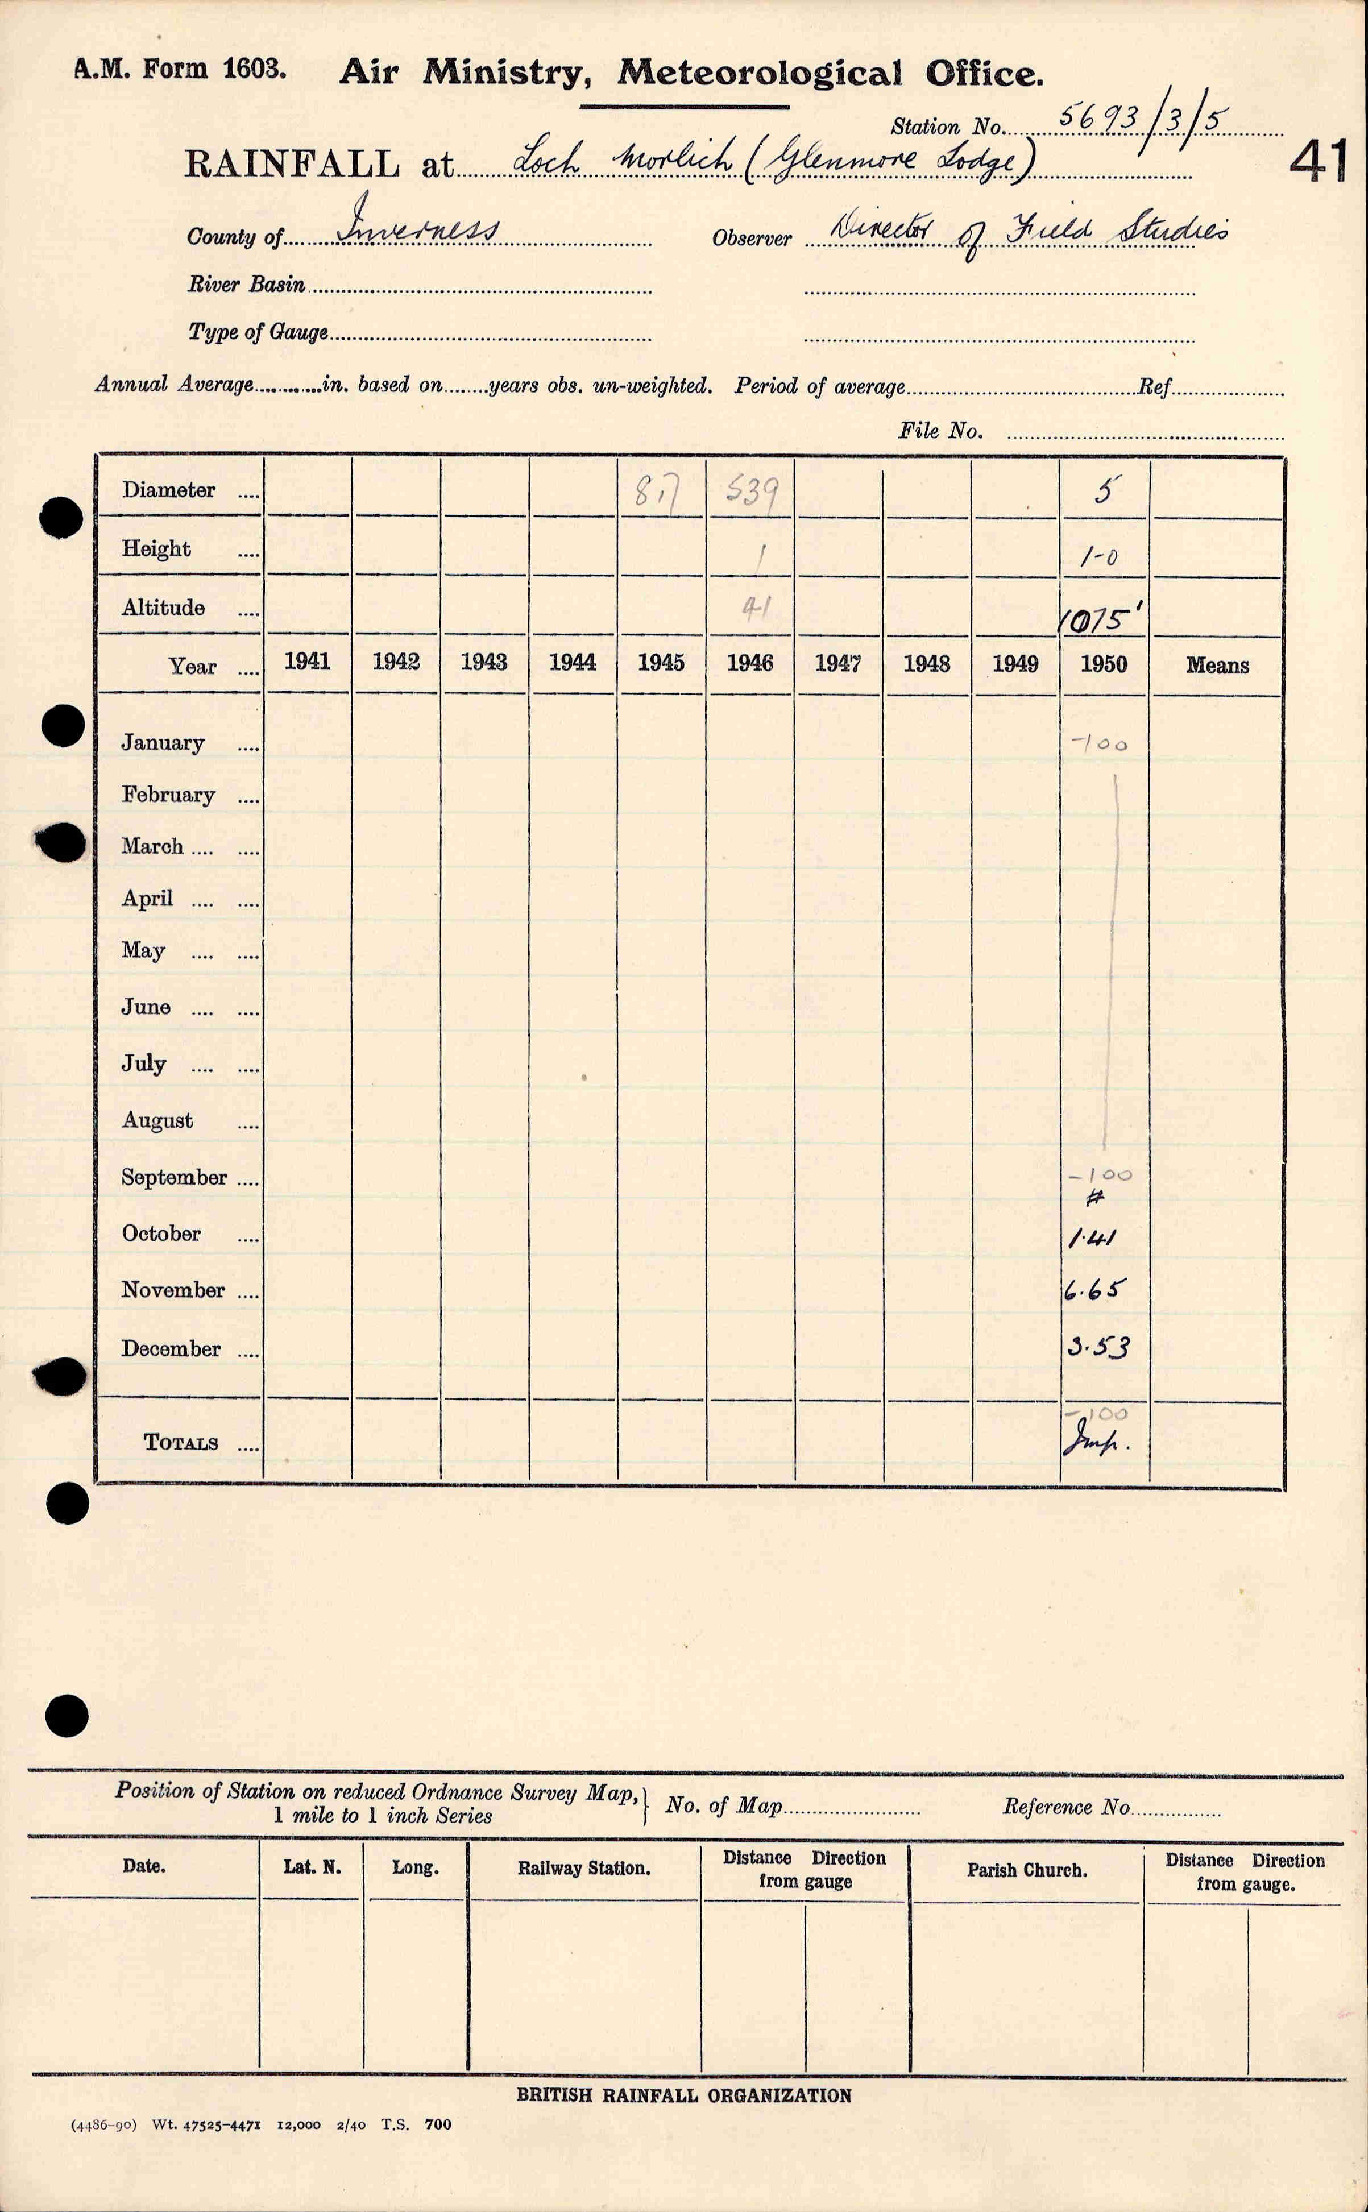 A.M. Form 1603. Air Ministry, Meteorological Office.
Station No. 5693/3/5
RAINFALL at Loch Morlich (Glenmore Lodge) 41
County of Inverness Observer Director of Field Studies
River Basin
Type of Gauge
Annual Average in. based on years obs. un-weighted. Period of average Ref
File No.
Diameter .... 8,7 539 5
Height .... 1 1-0
Altitude .... 41 1075'
Year .... 1941 1942 1943 1944 1945 1946 1947 1948 1949 1950 Means
January .... -100
February ....
March .... ....
April .... ....
May .... ....
June .... ....
July .... ....
August ....
September .... -100
#
October .... 1.41
November .... 6.65
December .... 3.53
-100
TOTALS .... Imp.
Position of Station on reduced Ordnance Survey Map, } No. of Map Reference No
1 mile to 1 inch Series
Date. Lat. N. Long. Railway Station. Distance Direction from gauge Parish Church. Distance Direction from gauge.
BRITISH RAINFALL ORGANIZATION
(4486-90) Wt. 47525-4471 12,000 2/40 T.S. 700